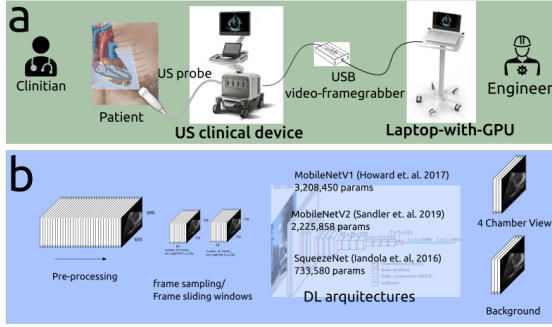 a
Clinitian
Patient
US probe
US clinical device
USB
video-framegrabber
Laptop-with-GPU
Engineer
b
690
650
Pre-processing
frame sampling/
Frame sliding windows
MobileNetV1 (Howard et. al. 2017)
3,208,450 params
MobileNetV2 (Sandler et. al. 2019)
2,225,858 params
SqueezeNet (Iandola et. al. 2016)
733,580 params
DL arquitectures
4 Chamber View
Background